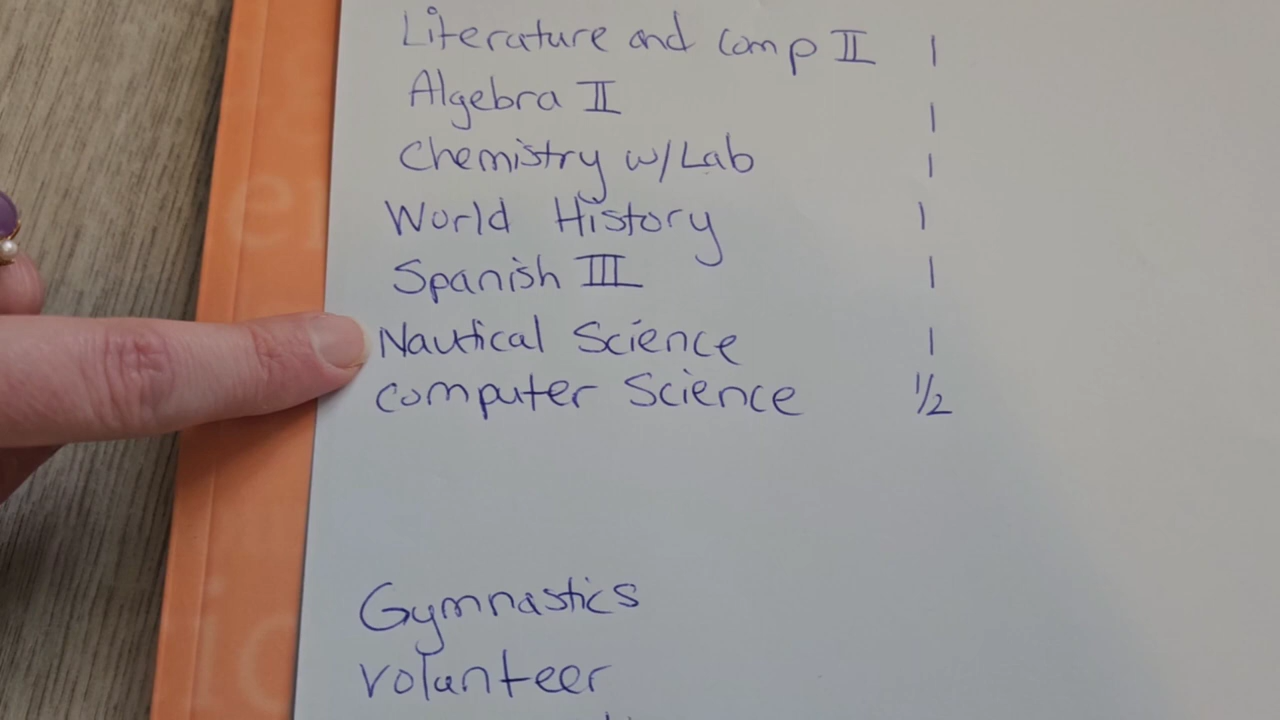 Literature and Comp II 1
Algebra II 1
Chemistry w/Lab 1
World History 1
Spanish III 1
Nautical Science 1
Computer Science 1/2
Gymnastics
Volunteer